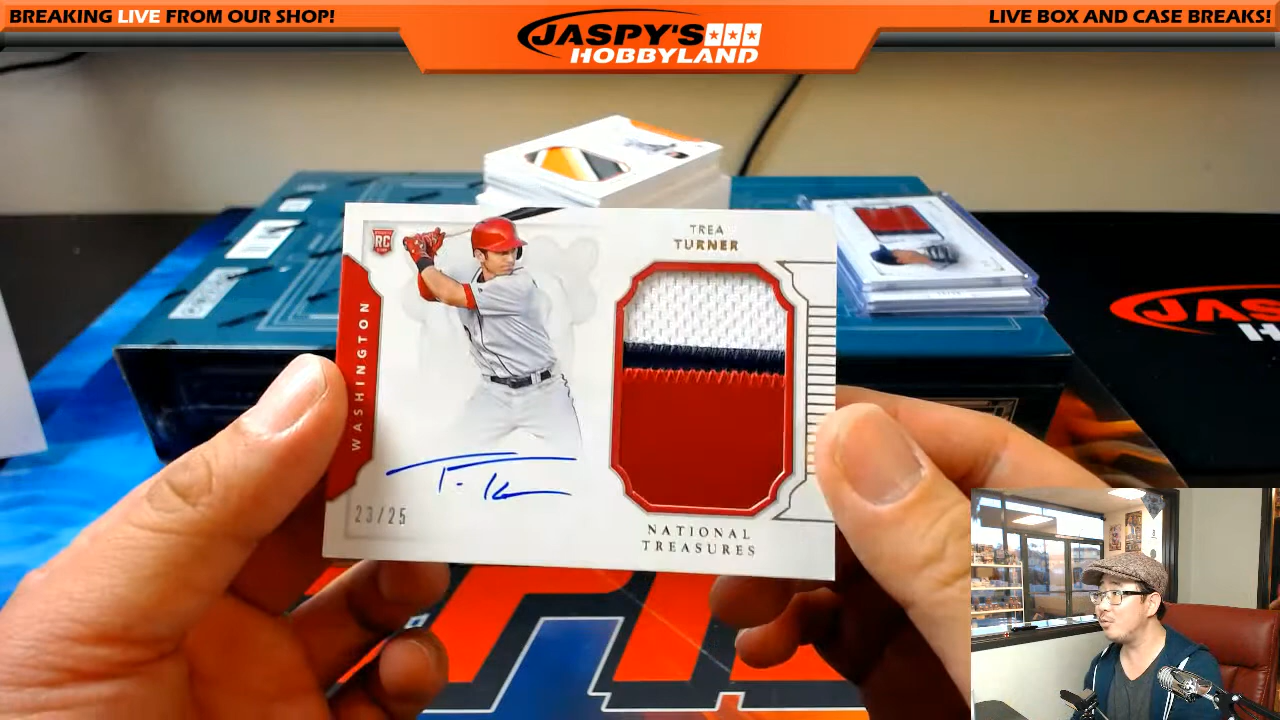 BREAKING LIVE FROM OUR SHOP!
JASPY'S
HOBBYLAND
LIVE BOX AND CASE BREAKS!
RC
TREA
TURNER
WASHINGTON
23/25
NATIONAL
TREASURES
JAS
H